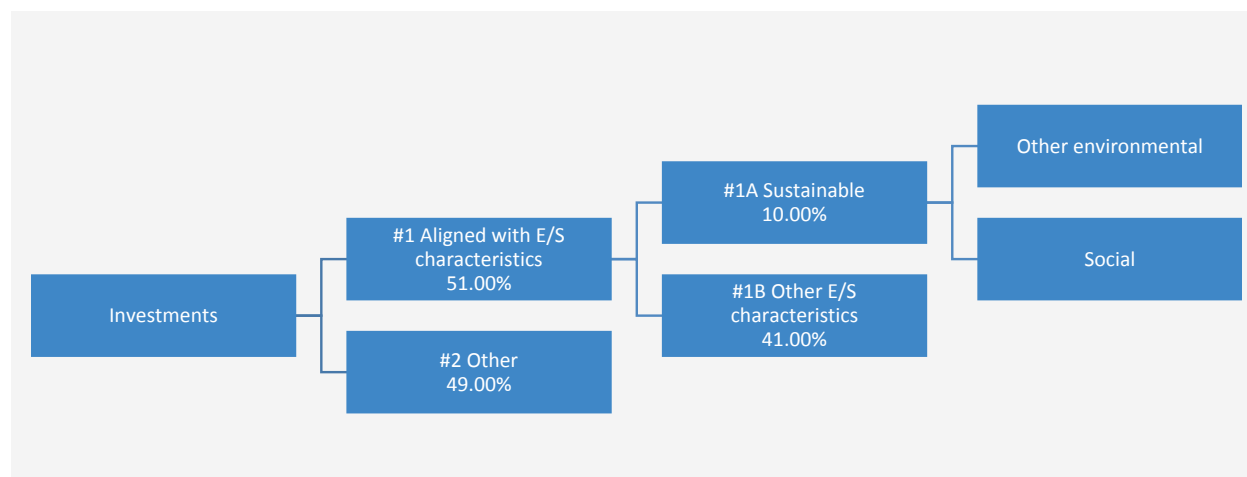 Investments
#1 Aligned with E/S
characteristics
51.00%
#2 Other
49.00%
#1A Sustainable
10.00%
#1B Other E/S
characteristics
41.00%
Other environmental
Social